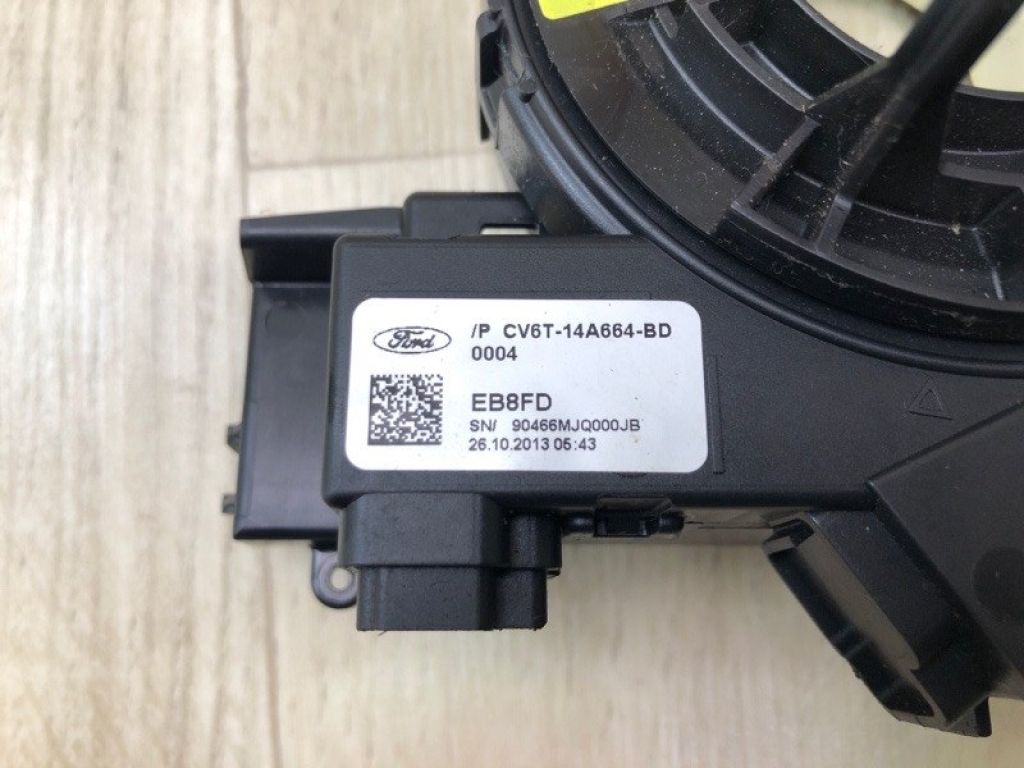 Ford
/P CV6T-14A664-BD
0004
EB8FD
SN/ 90466MJQ000JB
26.10.2013 05:43